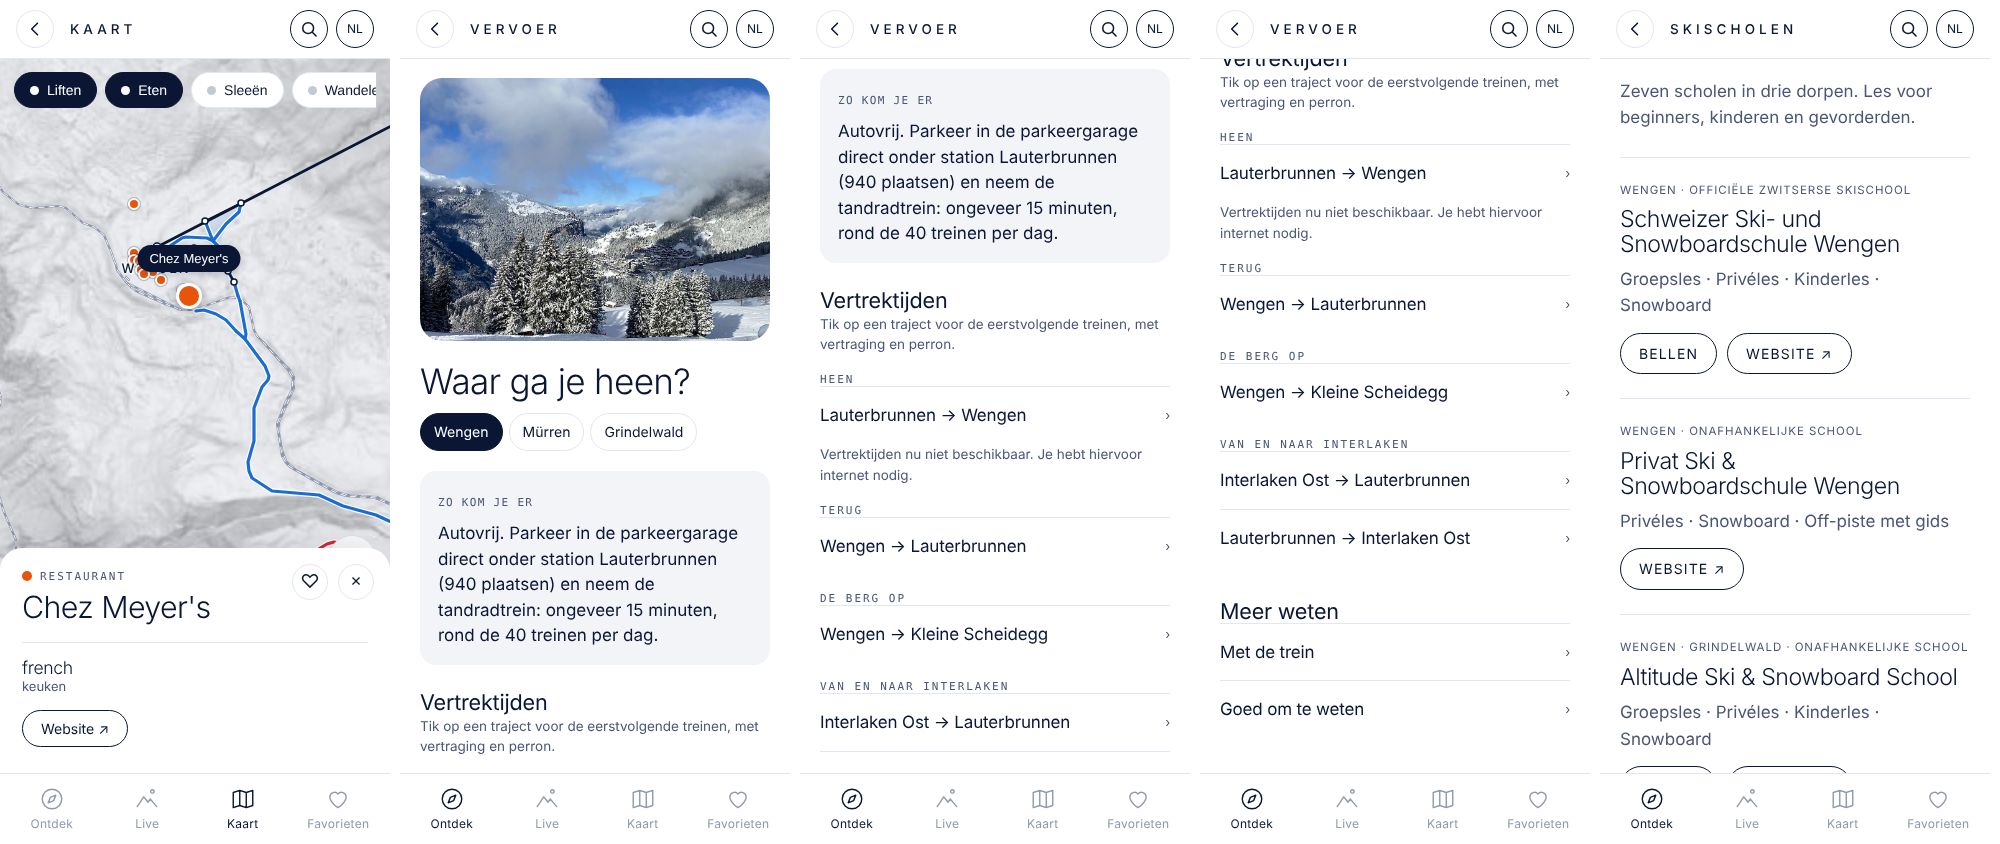 KAART
NL
Liften
Eten
Sleeën
Wandele
Chez Meyer's
RESTAURANT
Chez Meyer's
french
keuken
Website ↗
Ontdek
Live
Kaart
Favorieten
VERVOER
NL
Waar ga je heen?
Wengen
Mürren
Grindelwald
ZO KOM JE ER
Autovrij. Parkeer in de parkeergarage
direct onder station Lauterbrunnen
(940 plaatsen) en neem de
tandradtrein: ongeveer 15 minuten,
rond de 40 treinen per dag.
Vertrektijden
Tik op een traject voor de eerstvolgende treinen, met
vertraging en perron.
Ontdek
Live
Kaart
Favorieten
VERVOER
NL
ZO KOM JE ER
Autovrij. Parkeer in de parkeergarage
direct onder station Lauterbrunnen
(940 plaatsen) en neem de
tandradtrein: ongeveer 15 minuten,
rond de 40 treinen per dag.
Vertrektijden
Tik op een traject voor de eerstvolgende treinen, met
vertraging en perron.
HEEN
Lauterbrunnen → Wengen ›
Vertrektijden nu niet beschikbaar. Je hebt hiervoor
internet nodig.
TERUG
Wengen → Lauterbrunnen ›
DE BERG OP
Wengen → Kleine Scheidegg ›
VAN EN NAAR INTERLAKEN
Interlaken Ost → Lauterbrunnen ›
Ontdek
Live
Kaart
Favorieten
VERVOER
NL
Vertrektijden
Tik op een traject voor de eerstvolgende treinen, met
vertraging en perron.
HEEN
Lauterbrunnen → Wengen ›
Vertrektijden nu niet beschikbaar. Je hebt hiervoor
internet nodig.
TERUG
Wengen → Lauterbrunnen ›
DE BERG OP
Wengen → Kleine Scheidegg ›
VAN EN NAAR INTERLAKEN
Interlaken Ost → Lauterbrunnen ›
Lauterbrunnen → Interlaken Ost ›
Meer weten
Met de trein ›
Goed om te weten ›
Ontdek
Live
Kaart
Favorieten
SKISCHOLEN
NL
Zeven scholen in drie dorpen. Les voor
beginners, kinderen en gevorderden.
WENGEN · OFFICIËLE ZWITSERSE SKISCHOOL
Schweizer Ski- und
Snowboardschule Wengen
Groepsles · Privéles · Kinderles ·
Snowboard
BELLEN
WEBSITE ↗
WENGEN · ONAFHANKELIJKE SCHOOL
Privat Ski &
Snowboardschule Wengen
Privéles · Snowboard · Off-piste met gids
WEBSITE ↗
WENGEN · GRINDELWALD · ONAFHANKELIJKE SCHOOL
Altitude Ski & Snowboard School
Groepsles · Privéles · Kinderles ·
Snowboard
Ontdek
Live
Kaart
Favorieten